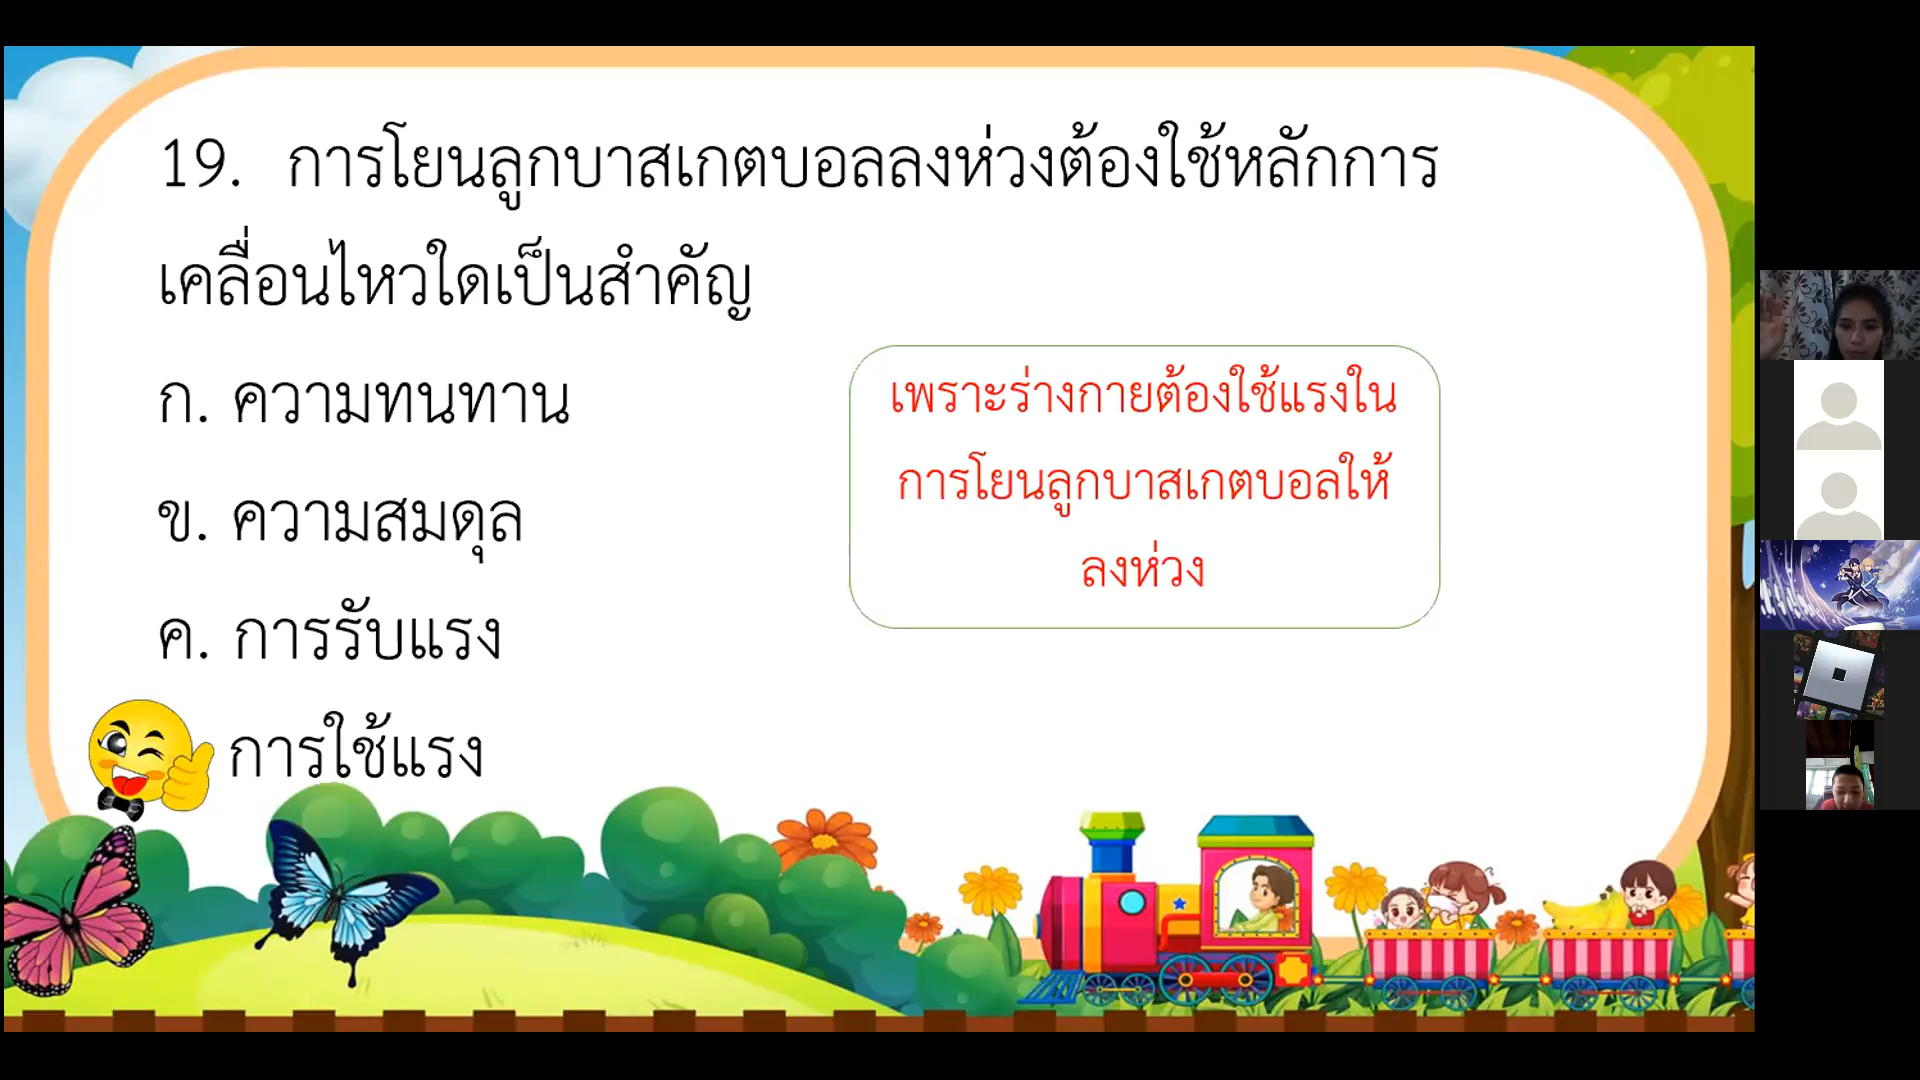 19. การโยนลูกบาสเกตบอลลงห่วงต้องใช้หลักการ
เคลื่อนไหวใดเป็นสำคัญ
ก. ความทนทาน
ข. ความสมดุล
ค. การรับแรง
การใช้แรง
เพราะร่างกายต้องใช้แรงใน
การโยนลูกบาสเกตบอลให้
ลงห่วง